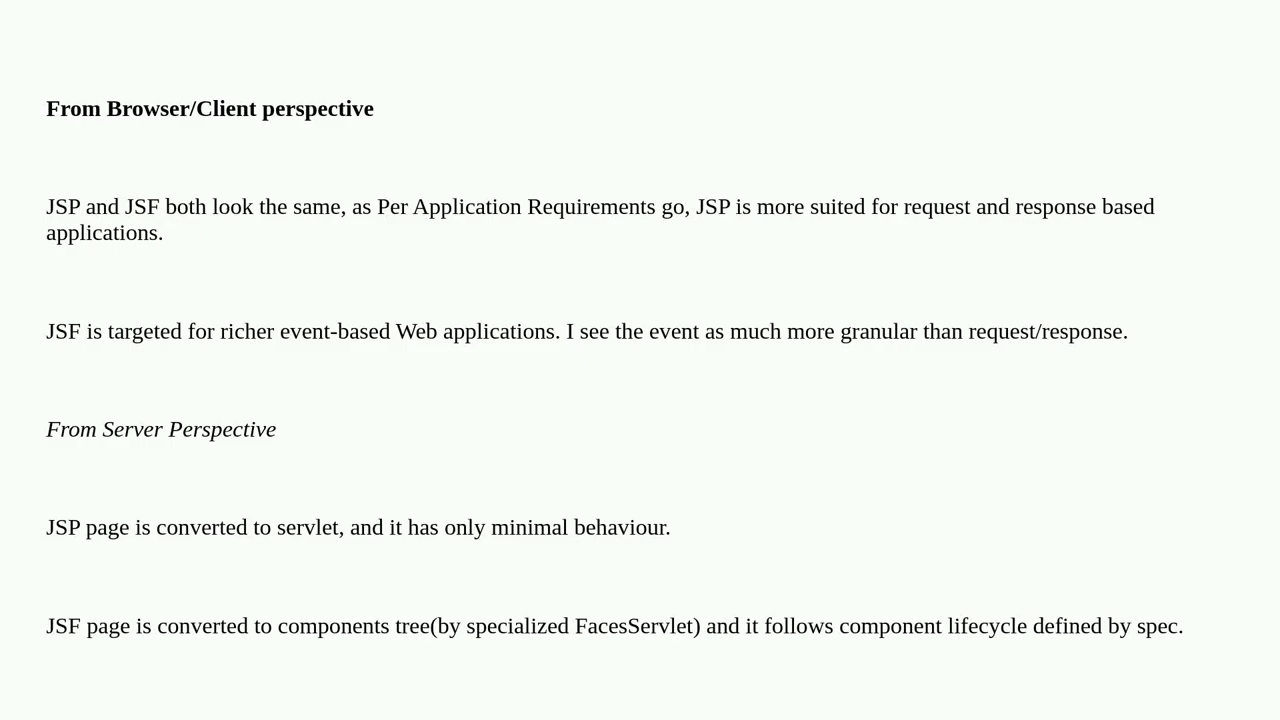 From Browser/Client perspective
JSP and JSF both look the same, as Per Application Requirements go, JSP is more suited for request and response based
applications.
JSF is targeted for richer event-based Web applications. I see the event as much more granular than request/response.
From Server Perspective
JSP page is converted to servlet, and it has only minimal behaviour.
JSF page is converted to components tree(by specialized FacesServlet) and it follows component lifecycle defined by spec.